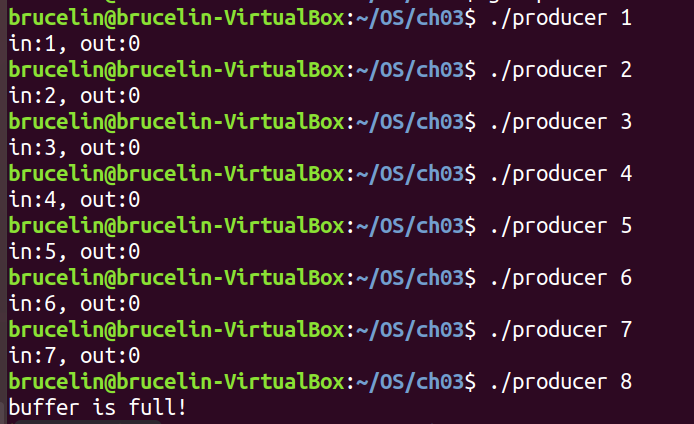 brucelin@brucelin-VirtualBox:~/OS/ch03$ ./producer 1
in:1, out:0
brucelin@brucelin-VirtualBox:~/OS/ch03$ ./producer 2
in:2, out:0
brucelin@brucelin-VirtualBox:~/OS/ch03$ ./producer 3
in:3, out:0
brucelin@brucelin-VirtualBox:~/OS/ch03$ ./producer 4
in:4, out:0
brucelin@brucelin-VirtualBox:~/OS/ch03$ ./producer 5
in:5, out:0
brucelin@brucelin-VirtualBox:~/OS/ch03$ ./producer 6
in:6, out:0
brucelin@brucelin-VirtualBox:~/OS/ch03$ ./producer 7
in:7, out:0
brucelin@brucelin-VirtualBox:~/OS/ch03$ ./producer 8
buffer is full!